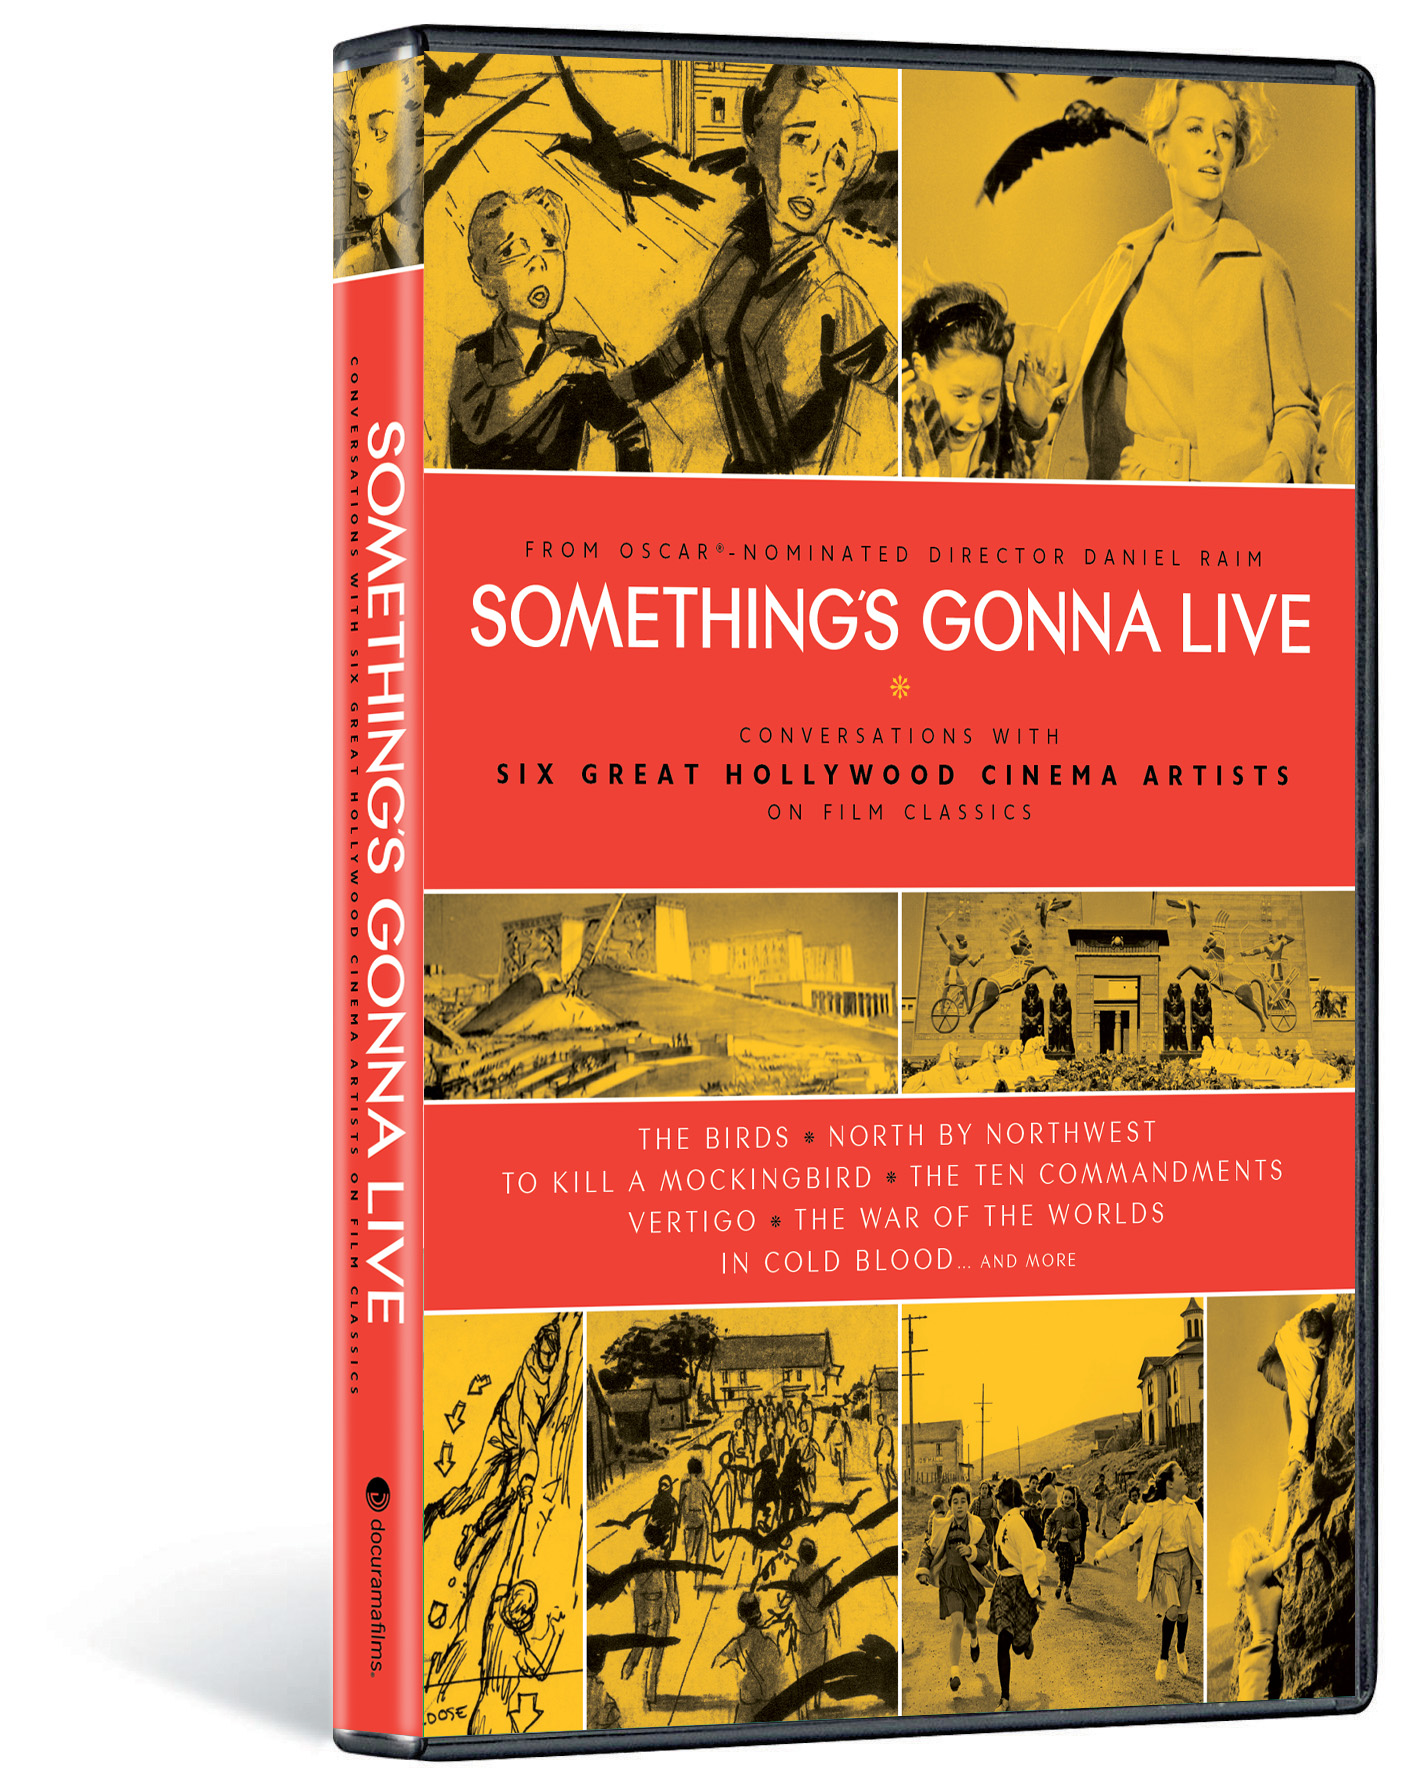 FROM OSCAR®-NOMINATED DIRECTOR DANIEL RAIM
SOMETHING'S GONNA LIVE
CONVERSATIONS WITH
SIX GREAT HOLLYWOOD CINEMA ARTISTS
ON FILM CLASSICS
THE BIRDS * NORTH BY NORTHWEST
TO KILL A MOCKINGBIRD * THE TEN COMMANDMENTS
VERTIGO * THE WAR OF THE WORLDS
IN COLD BLOOD... AND MORE
CONVERSATIONS WITH SIX GREAT HOLLYWOOD CINEMA ARTISTS ON FILM CLASSICS
SOMETHING'S GONNA LIVE
docuramafilms®